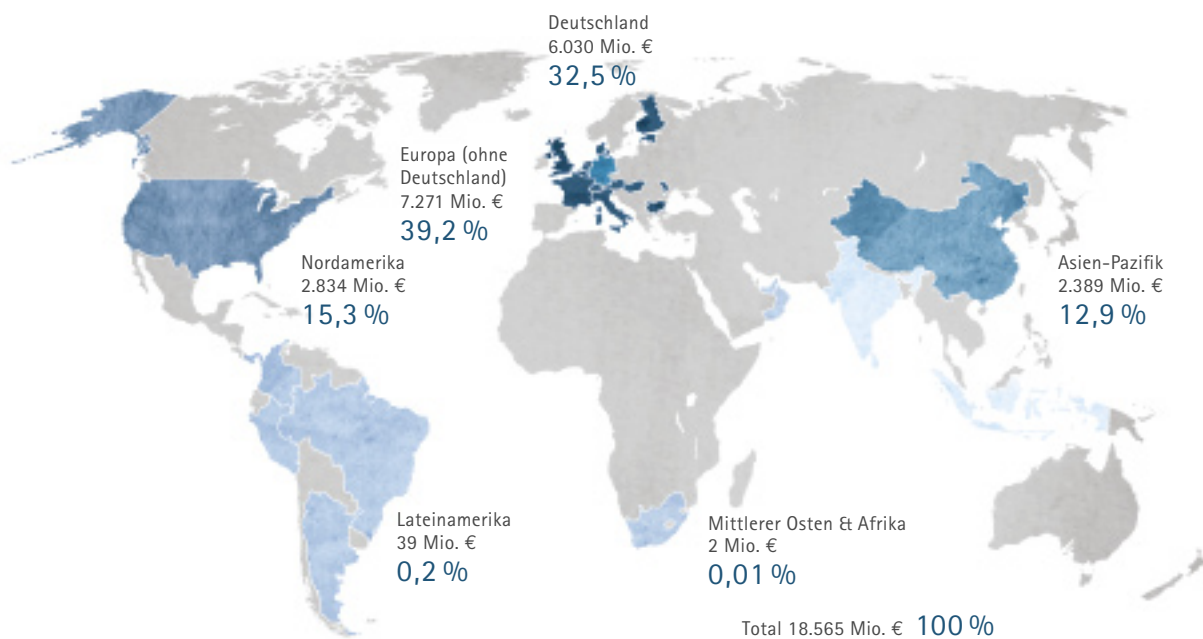 Deutschland
6.030 Mio. €
32,5 %
Europa (ohne
Deutschland)
7.271 Mio. €
39,2 %
Nordamerika
2.834 Mio. €
15,3 %
Asien-Pazifik
2.389 Mio. €
12,9 %
Lateinamerika
39 Mio. €
0,2 %
Mittlerer Osten & Afrika
2 Mio. €
0,01 %
Total 18.565 Mio. € 100 %